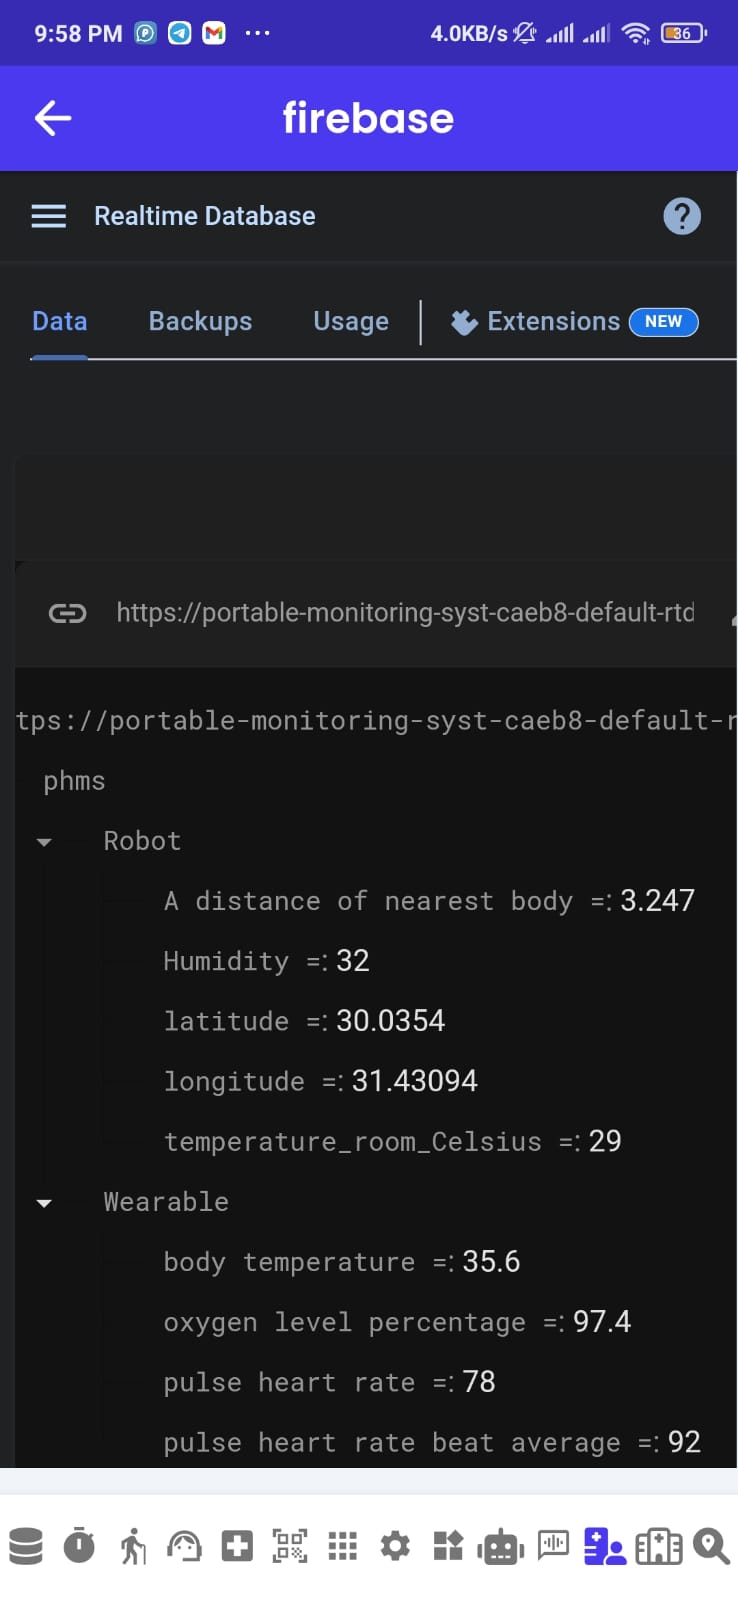 9:58 PM 4.0KB/s 36
firebase
Realtime Database
Data Backups Usage Extensions NEW
https://portable-monitoring-syst-caeb8-default-rtd
tps://portable-monitoring-syst-caeb8-default-r
phms
Robot
A distance of nearest body =: 3.247
Humidity =: 32
latitude =: 30.0354
longitude =: 31.43094
temperature_room_Celsius =: 29
Wearable
body temperature =: 35.6
oxygen level percentage =: 97.4
pulse heart rate =: 78
pulse heart rate beat average =: 92